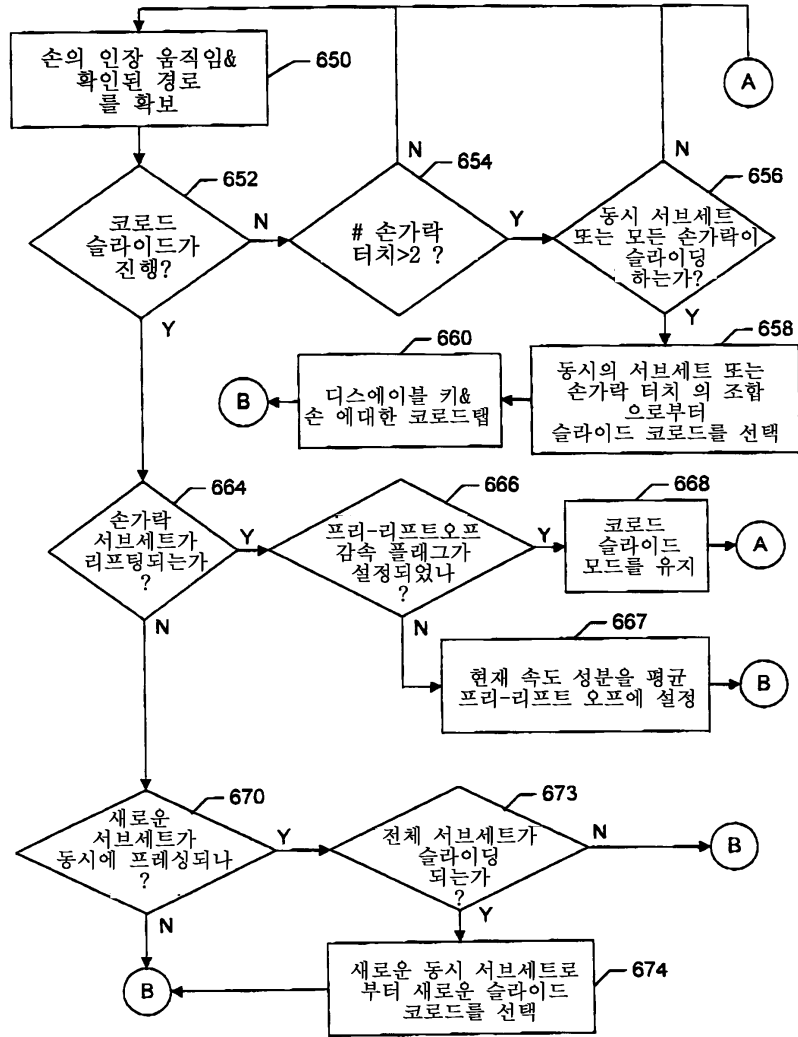 손의 인장 움직임&
확인된 경로
를 확보
650
A
652
코로드
슬라이드가
진행?
N
Y
N
654
# 손가락
터치>2 ?
Y
N
656
동시 서브세트
또는 모든 손가락이
슬라이딩
하는가?
Y
658
동시의 서브세트 또는
손가락 터치 의 조합
으로부터
슬라이드 코로드를 선택
660
디스에이블 키&
손 에대한 코로드탭
B
664
손가락
서브세트가
리프팅되는가
?
Y
N
666
프리-리프트오프
감속 플래그가
설정되었나
?
Y
N
668
코로드
슬라이드
모드를 유지
A
667
현재 속도 성분을 평균
프리-리프트 오프에 설정
B
670
새로운
서브세트가
동시에 프레싱되나
?
Y
N
673
전체 서브세트가
슬라이딩
되는가
?
N
Y
B
674
새로운 동시 서브세트로
부터 새로운 슬라이드
코로드를 선택
B